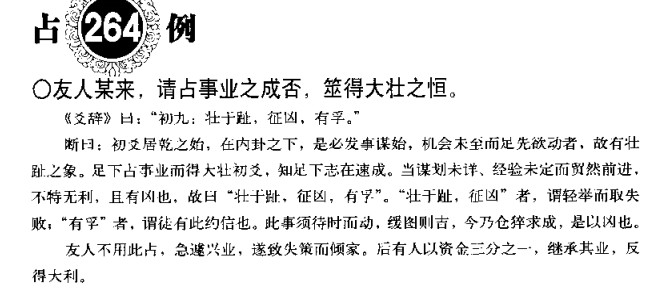 占264例
○友人某来，请占事业之成否，筮得大壮之恒。
《爻辞》曰：“初九：壮于趾，征凶，有孚。”
断曰：初爻居乾之始，在内卦之下，是必发事谋始，机会未至而足先欲动者，故有壮
趾之象。足下占事业而得大壮初爻，知足下志在速成。当谋划未详、经验未定而贸然前进，
不特无利，且有凶也，故曰“壮于趾，征凶，有孚”。“壮于趾，征凶”者，谓轻举而取失
败；“有孚”者，谓徒有此约信也。此事须待时而动，缓图则吉，今乃仓猝求成，是以凶也。
友人不用此占，急遽兴业，遂致失策而倾家。后有人以资金三分之一，继承其业，反
得大利。